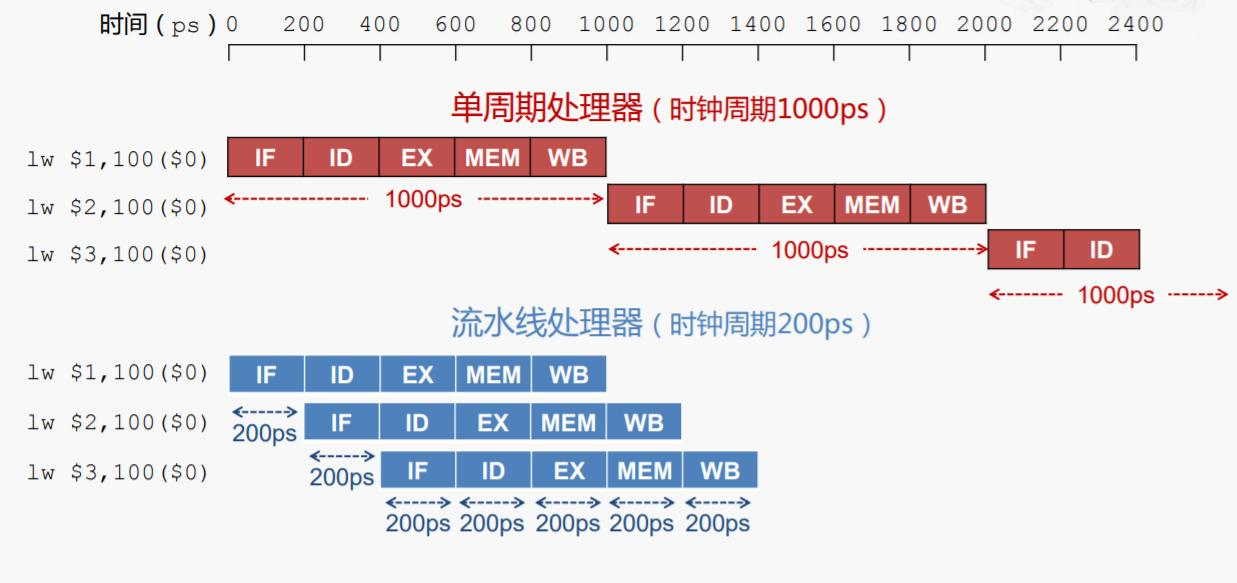 时间（ps） 0 200 400 600 800 1000 1200 1400 1600 1800 2000 2200 2400
单周期处理器（时钟周期1000ps）
lw $1,100($0) IF ID EX MEM WB
1000ps
lw $2,100($0) IF ID EX MEM WB
1000ps
lw $3,100($0) IF ID
1000ps
流水线处理器（时钟周期200ps）
lw $1,100($0) IF ID EX MEM WB
200ps
lw $2,100($0) IF ID EX MEM WB
200ps
lw $3,100($0) IF ID EX MEM WB
200ps 200ps 200ps 200ps 200ps